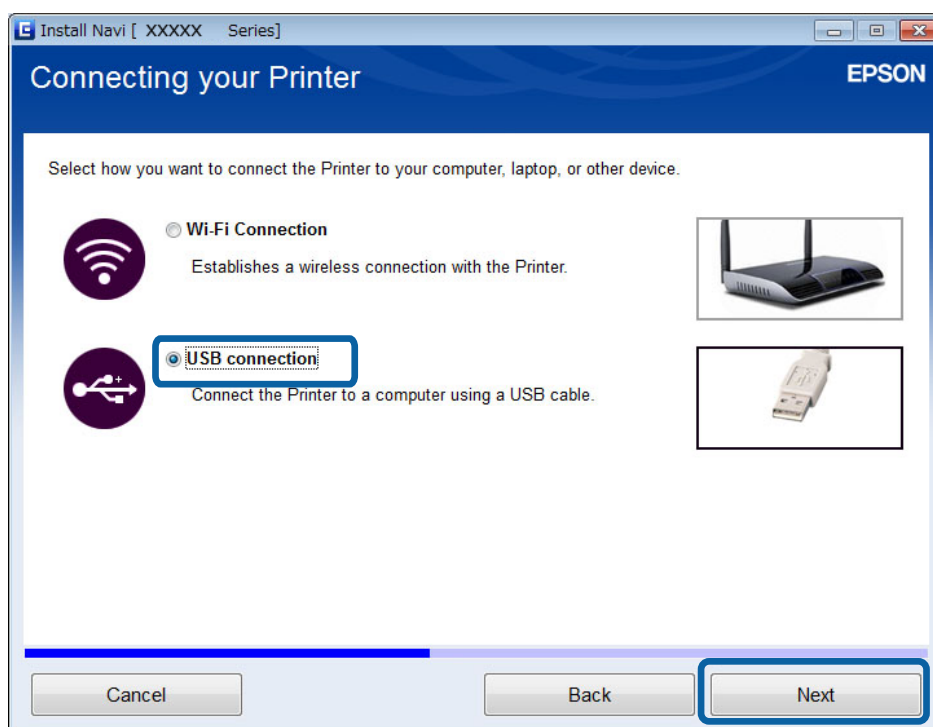 Install Navi [ XXXXX Series]
Connecting your Printer
EPSON
Select how you want to connect the Printer to your computer, laptop, or other device.
Wi-Fi Connection
Establishes a wireless connection with the Printer.
USB connection
Connect the Printer to a computer using a USB cable.
Cancel
Back
Next